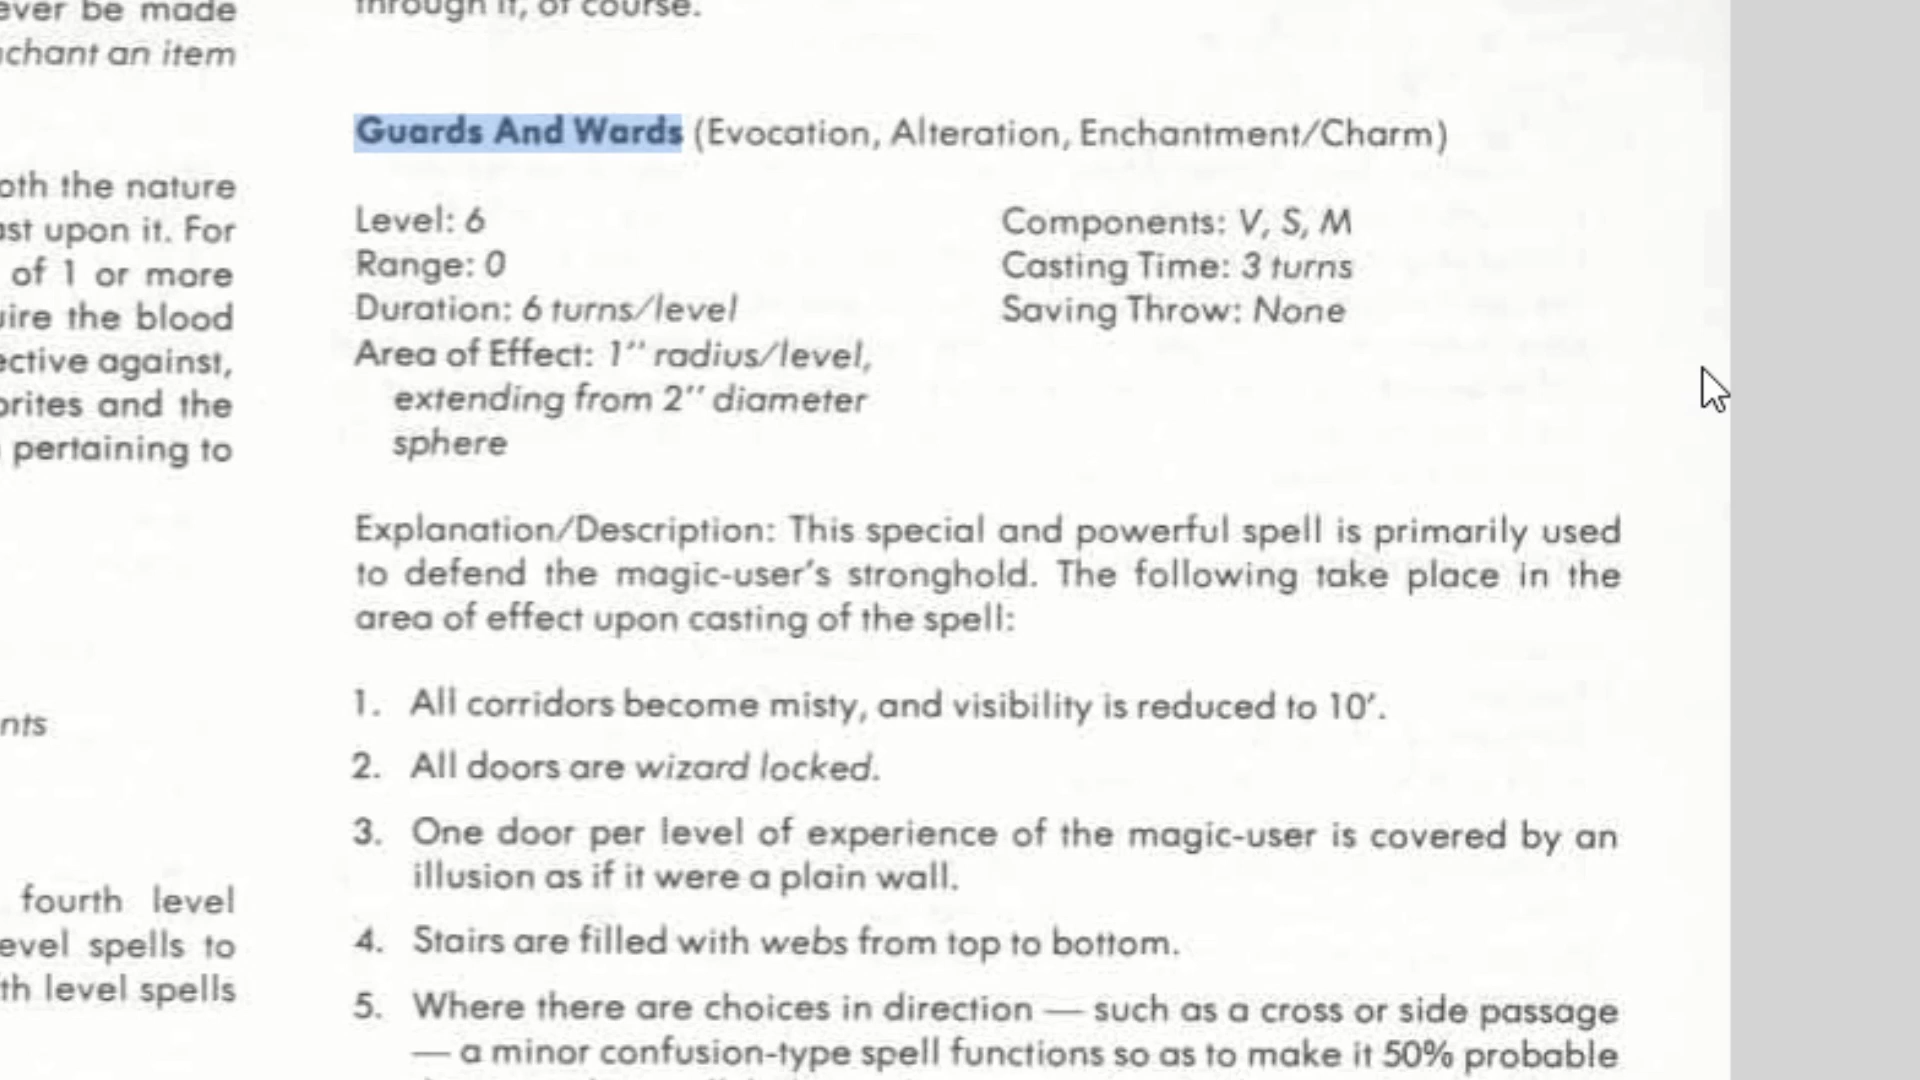 ever be made
chant an item
oth the nature
ast upon it. For
of 1 or more
uire the blood
ective against,
prites and the
pertaining to
nts
fourth level
evel spells to
th level spells
through it, of course.
Guards And Wards (Evocation, Alteration, Enchantment/Charm)
Level: 6
Range: 0
Duration: 6 turns/level
Area of Effect: 1" radius/level,
extending from 2" diameter
sphere
Components: V, S, M
Casting Time: 3 turns
Saving Throw: None
Explanation/Description: This special and powerful spell is primarily used
to defend the magic-user's stronghold. The following take place in the
area of effect upon casting of the spell:
1. All corridors become misty, and visibility is reduced to 10'.
2. All doors are wizard locked.
3. One door per level of experience of the magic-user is covered by an
illusion as if it were a plain wall.
4. Stairs are filled with webs from top to bottom.
5. Where there are choices in direction — such as a cross or side passage
— a minor confusion-type spell functions so as to make it 50% probable